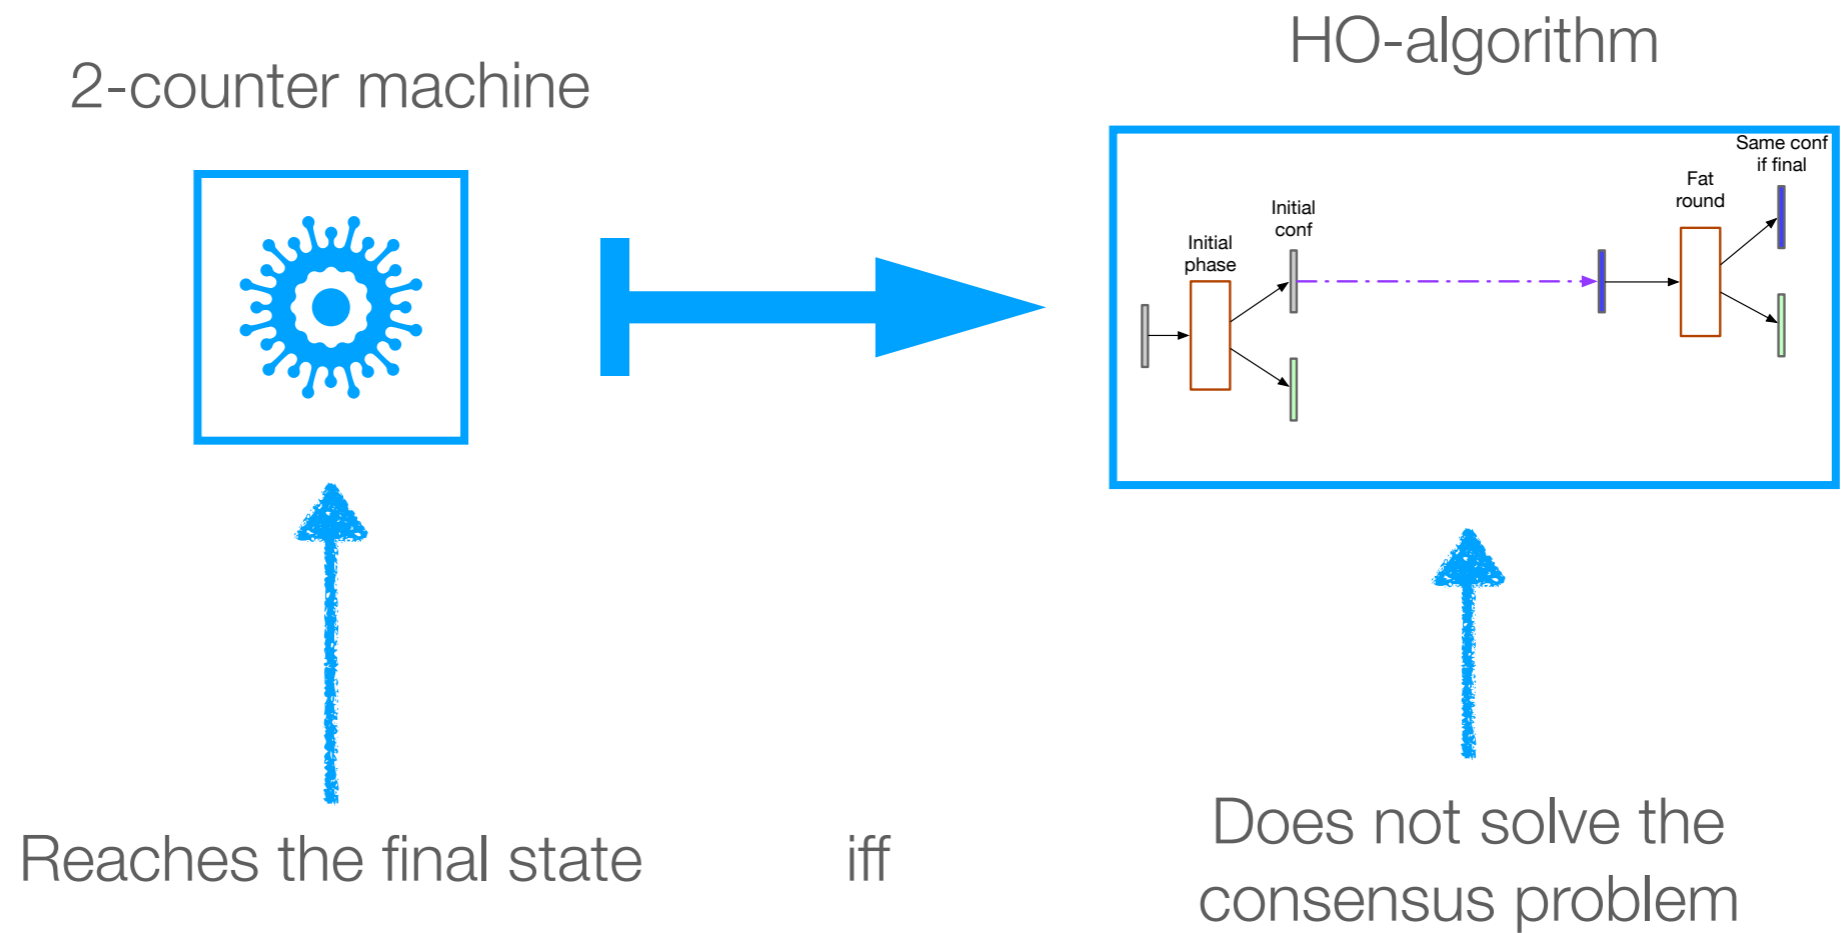 2-counter machine
HO-algorithm
Initial
phase
Initial
conf
Fat
round
Same conf
if final
Reaches the final state
iff
Does not solve the
consensus problem